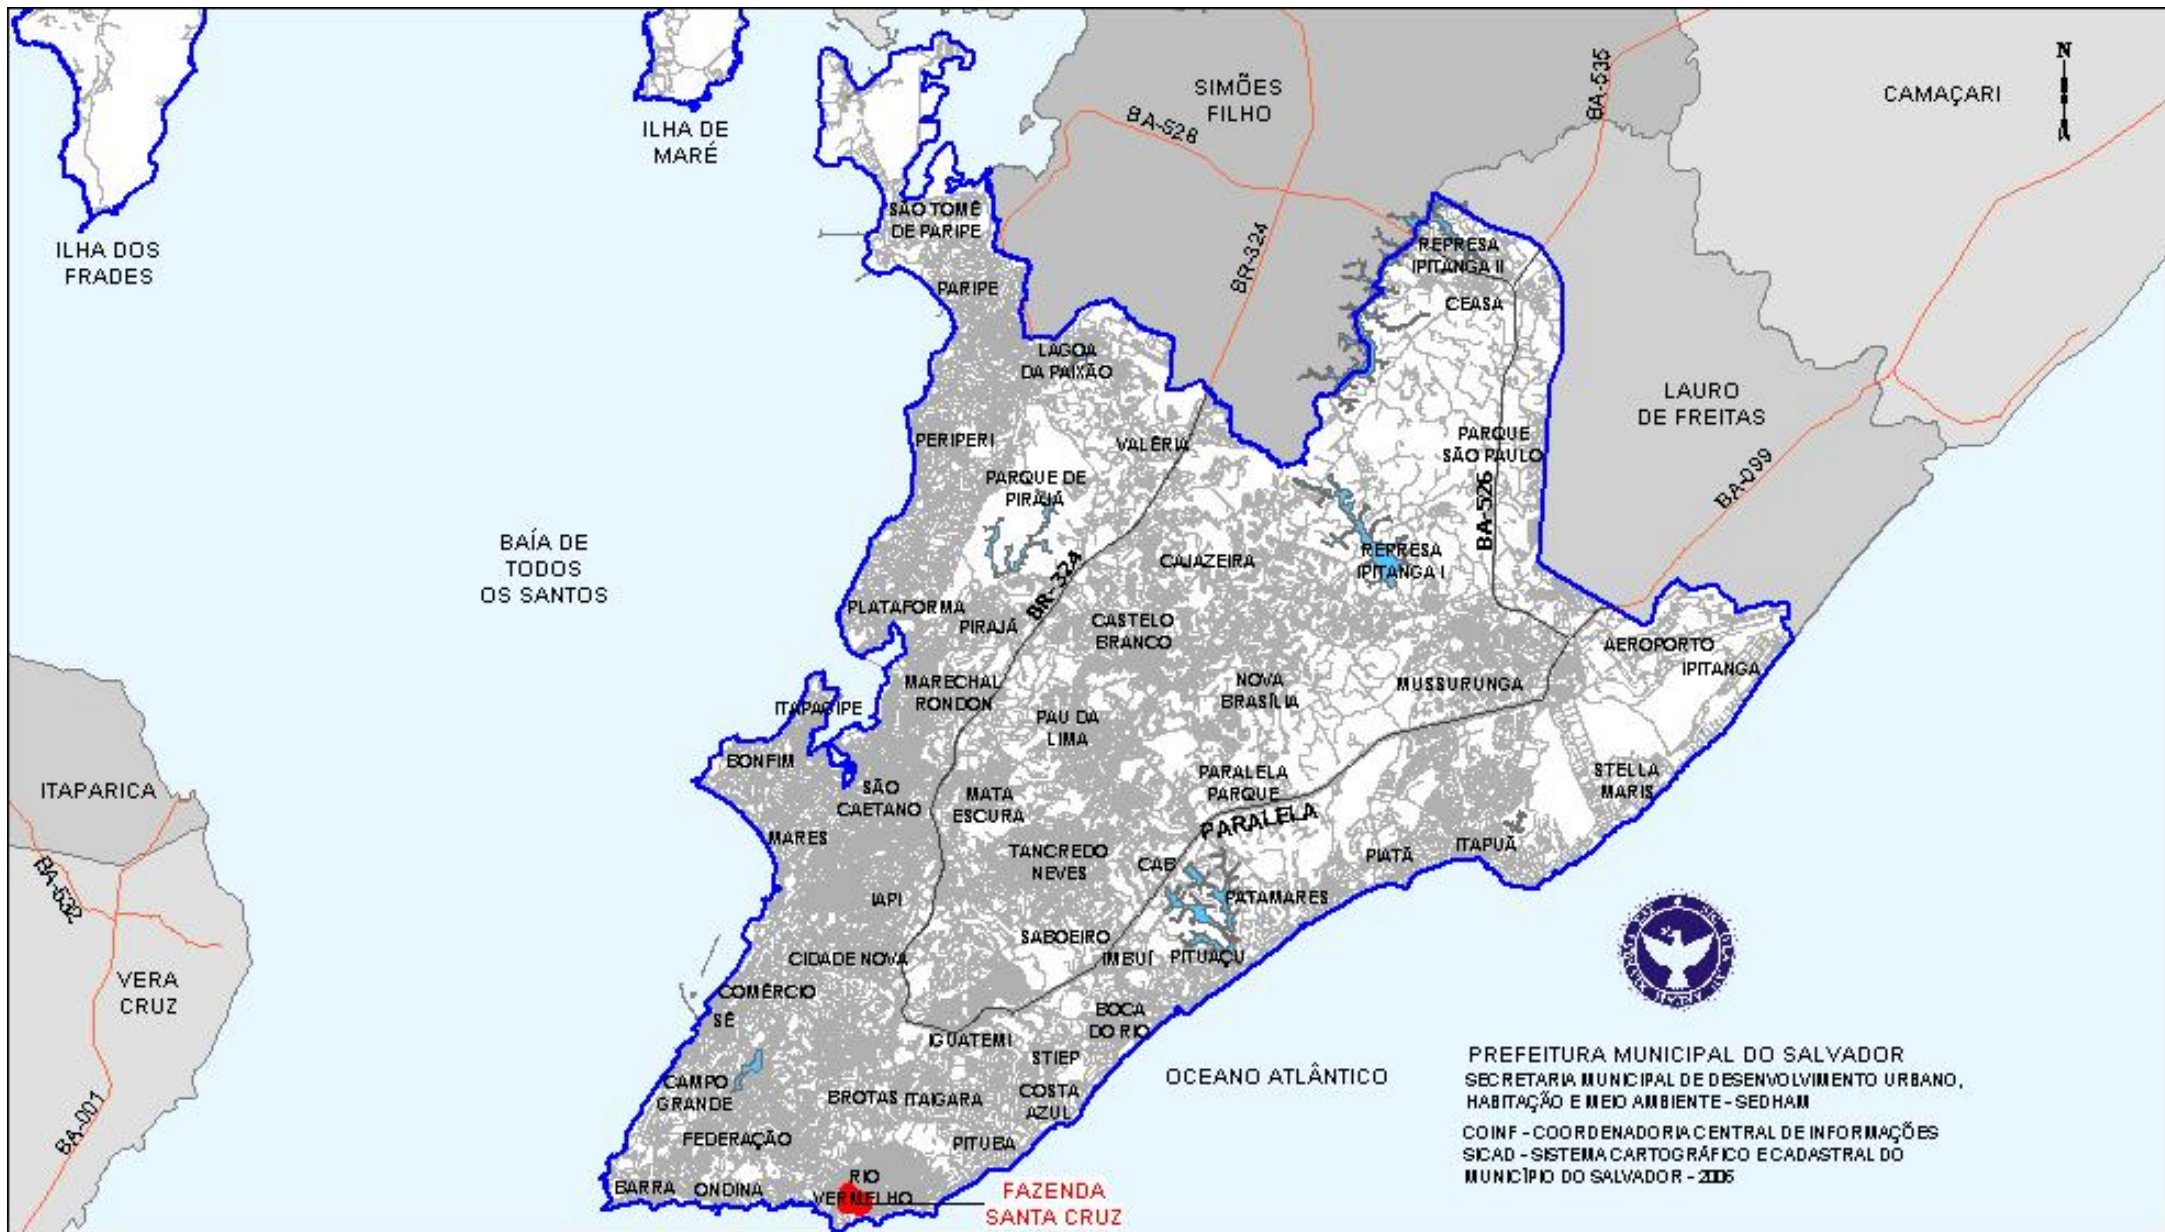 N
SIMÕES
FILHO
CAMAÇARI
BA-535
BA-526
ILHA DE
MARÉ
ILHA DOS
FRADES
SÃO TOMÉ
DE PARIPE
BR-324
REPRESA
IPITANGA II
PARIPE
CEASA
LAGOA
DA PAIXÃO
LAURO
DE FREITAS
PERIPERI
VALÉRIA
PARQUE
SÃO PAULO
PARQUE DE
PIRAJÁ
BA-099
BA-526
BAÍA DE
TODOS
OS SANTOS
CAJAZEIRA
REPRESA
IPITANGA I
BR-324
PLATAFORMA
PIRAJÁ
CASTELO
BRANCO
AEROPORTO
IPITANGA
MARECHAL
RONDON
NOVA
BRASÍLIA
MUSSURUNGA
ITAPAGIPE
PAU DA
LIMA
BONFIM
PARALELA
PARQUE
STELLA
MARIS
ITAPARICA
SÃO
CAETANO
MATA
ESCURA
PARALELA
MARES
TANCREDO
NEVES
CAB
PIATÃ
ITAPUÃ
BA-532
IAPI
PATAMARES
SABOEIRO
CIDADE NOVA
IMBUÍ
PITUAÇU
VERA
CRUZ
COMÉRCIO
SÉ
BOCA
DO RIO
IGUATEMI
STIEP
OCEANO ATLÂNTICO
CAMPO
GRANDE
BROTAS
ITAIGARA
COSTA
AZUL
BA-001
FEDERAÇÃO
PITUBA
RIO
VERMELHO
BARRA
ONDINA
FAZENDA
SANTA CRUZ
PREFEITURA MUNICIPAL DO SALVADOR
SECRETARIA MUNICIPAL DE DESENVOLVIMENTO URBANO,
HABITAÇÃO E MEIO AMBIENTE - SEDHAM
COINF - COORDENADORIA CENTRAL DE INFORMAÇÕES
SICAD - SISTEMA CARTOGRÁFICO E CADASTRAL DO
MUNICÍPIO DO SALVADOR - 2006